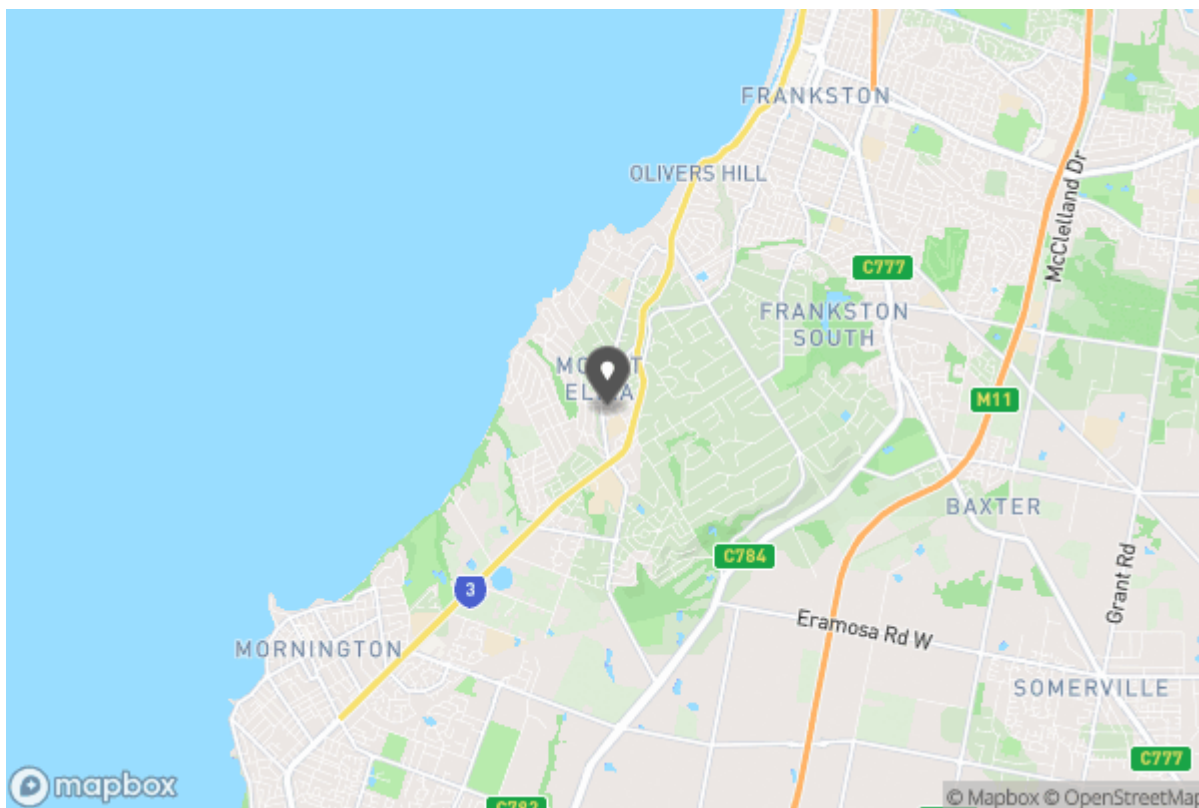 FRANKSTON
OLIVERS HILL
McClelland Dr
C777
FRANKSTON
SOUTH
M11
BAXTER
C784
Grant Rd
3
Eramosa Rd W
MORNINGTON
SOMERVILLE
C777
mapbox
© Mapbox © OpenStreetMap